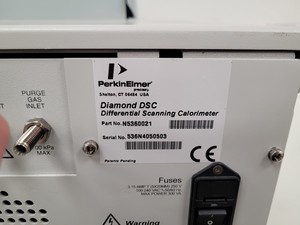 PURGE
GAS
INLET
PerkinElmer
precisely
Shelton, CT 06484 USA
Diamond DSC
Differential Scanning Calorimeter
Part No. N5360021
Serial No. 536N4050503
Patents Pending
CE
MAX
Fuses
Warning